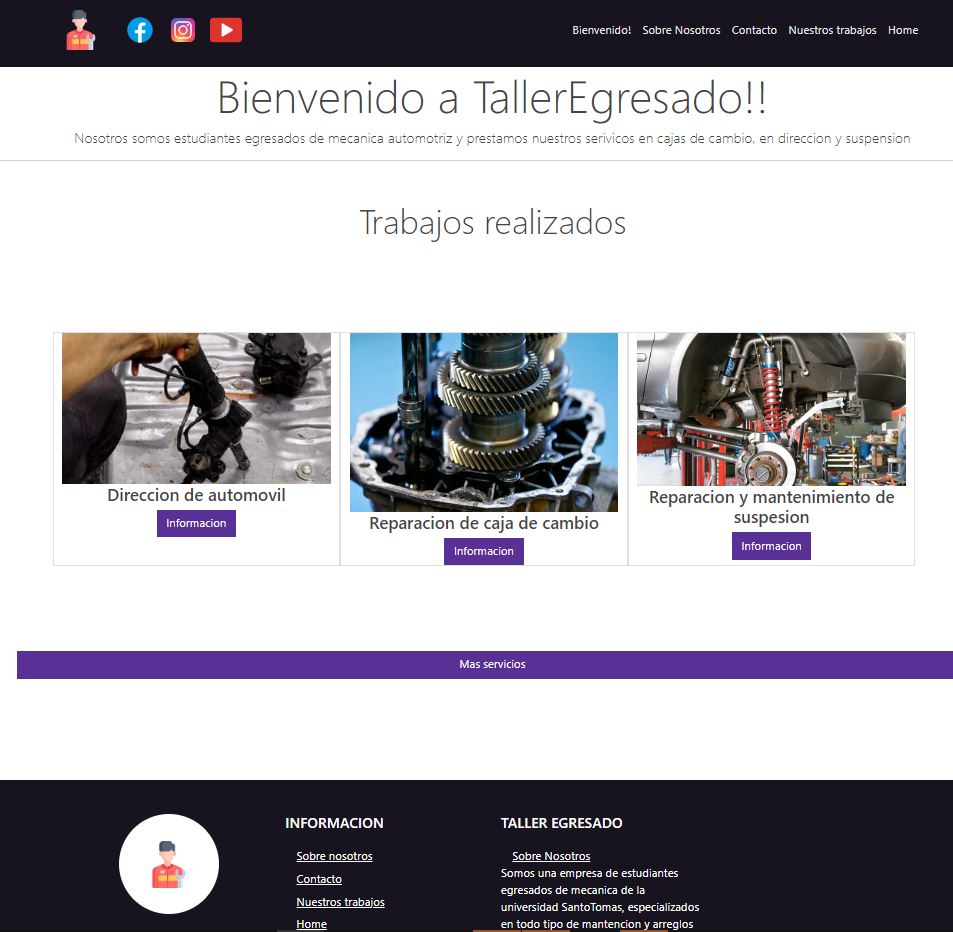 Bienvenido! Sobre Nosotros Contacto Nuestros trabajos Home
Bienvenido a TallerEgresado!!
Nosotros somos estudiantes egresados de mecanica automotriz y prestamos nuestros serivicos en cajas de cambio, en direccion y suspension
Trabajos realizados
Direccion de automovil
Informacion
Reparacion de caja de cambio
Informacion
Reparacion y mantenimiento de
suspesion
Informacion
Mas servicios
INFORMACION
Sobre nosotros
Contacto
Nuestros trabajos
Home
TALLER EGRESADO
Sobre Nosotros
Somos una empresa de estudiantes
egresados de mecanica de la
universidad SantoTomas, especializados
en todo tipo de mantencion y arreglos